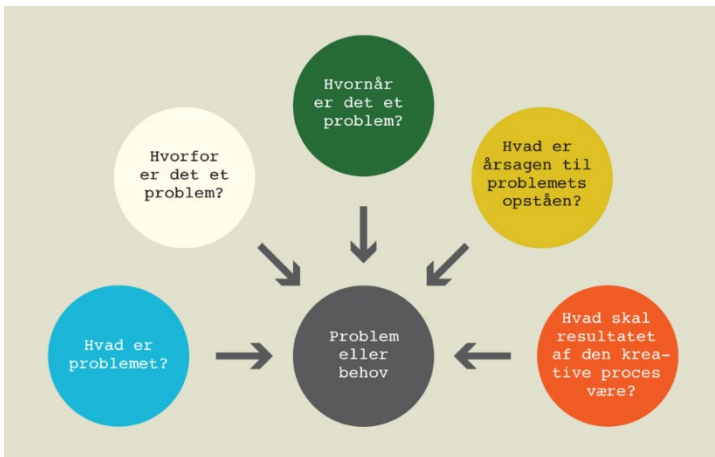 Hvornår
er det et
problem?
Hvorfor
er det et
problem?
Hvad er
årsagen til
problemets
opståen?
Hvad er
problemet?
Problem
eller
behov
Hvad skal
resultatet
af den krea-
tive proces
være?